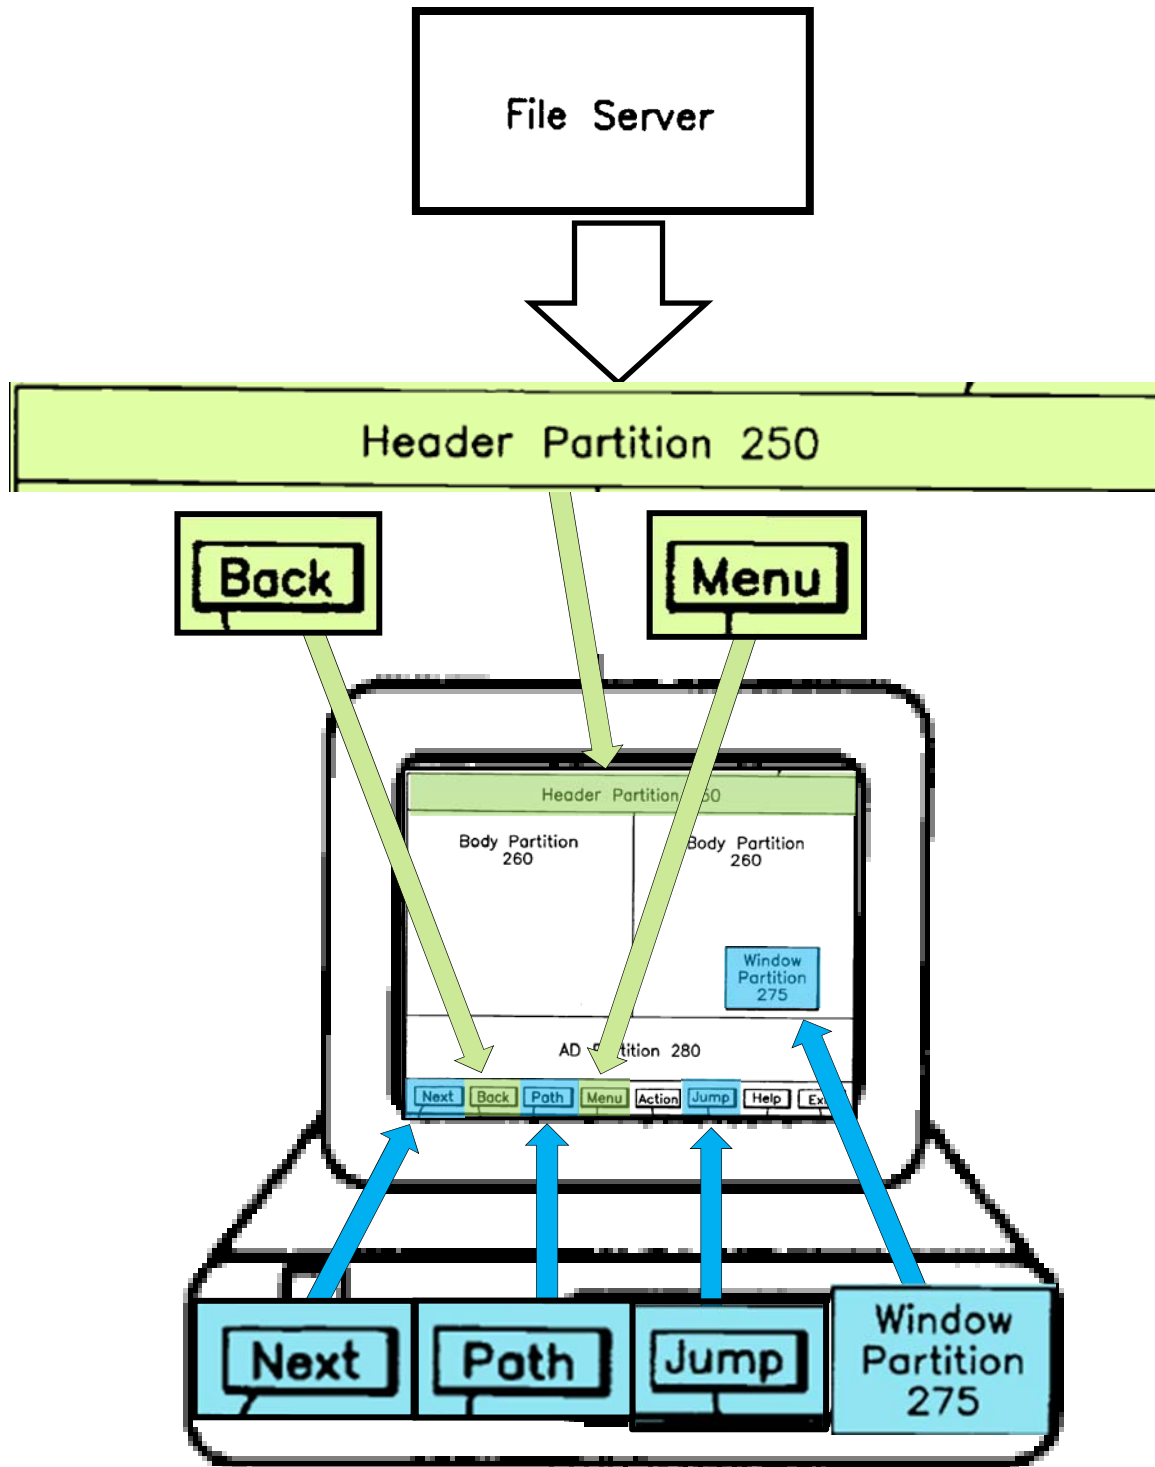 File Server
Header Partition 250
Back
Menu
Header Partition
Body Partition
260
Body Partition
260
Window
Partition
275
AD
280
Next
Back
Path
Menu
Action
Jump
Help
Next
Path
Jump
Window
Partition
275